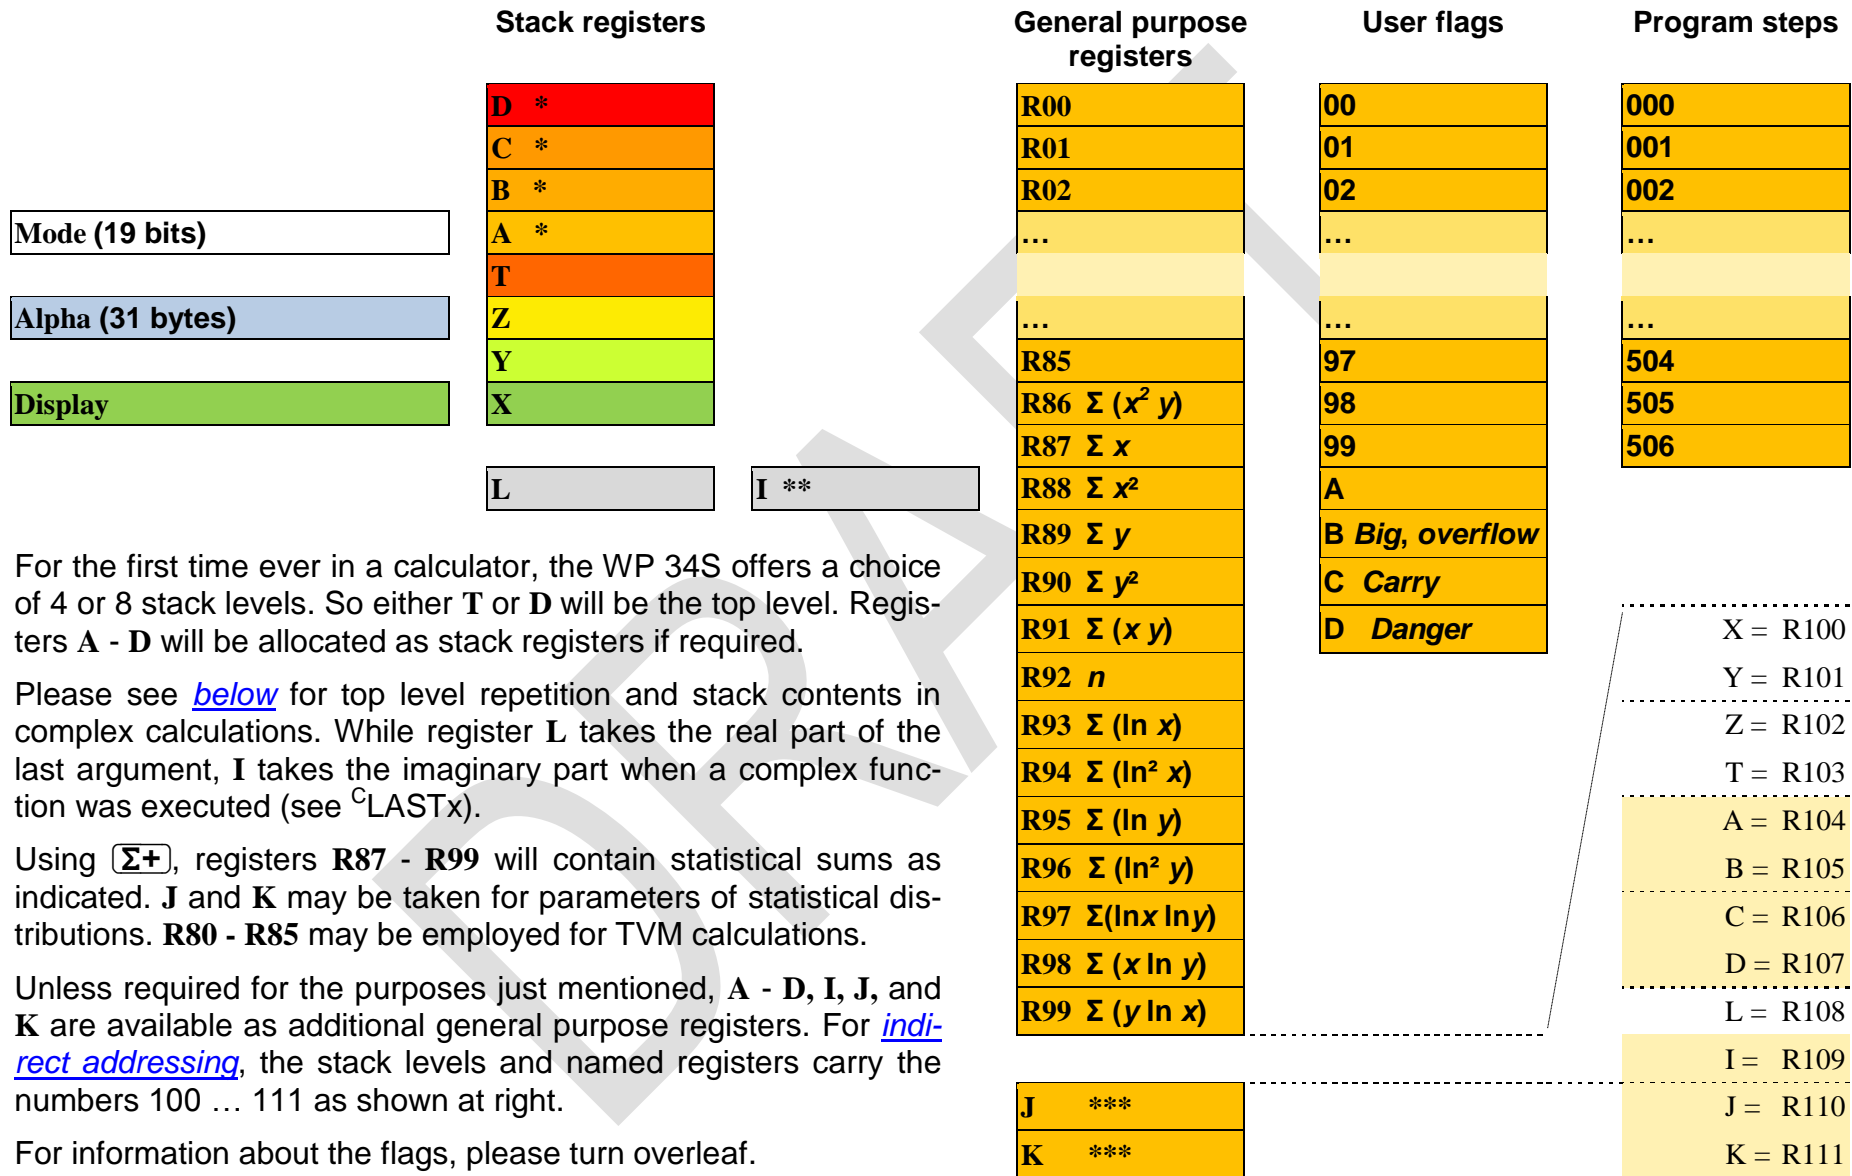 Stack registers
General purpose
registers
User flags
Program steps
D *
C *
B *
A *
T
Z
Y
X
Mode (19 bits)
Alpha (31 bytes)
Display
L
I **
R00
R01
R02
…
…
R85
R86 Σ (x² y)
R87 Σ x
R88 Σ x²
R89 Σ y
R90 Σ y²
R91 Σ (x y)
R92 n
R93 Σ (ln x)
R94 Σ (ln² x)
R95 Σ (ln y)
R96 Σ (ln² y)
R97 Σ(lnx lny)
R98 Σ (x ln y)
R99 Σ (y ln x)
J ***
K ***
00
01
02
…
…
97
98
99
A
B Big, overflow
C Carry
D Danger
000
001
002
…
…
504
505
506
X = R100
Y = R101
Z = R102
T = R103
A = R104
B = R105
C = R106
D = R107
L = R108
I = R109
J = R110
K = R111
For the first time ever in a calculator, the WP 34S offers a choice
of 4 or 8 stack levels. So either T or D will be the top level. Regis-
ters A - D will be allocated as stack registers if required.
Please see below for top level repetition and stack contents in
complex calculations. While register L takes the real part of the
last argument, I takes the imaginary part when a complex func-
tion was executed (see ᶜLASTx).
Using Σ+, registers R87 - R99 will contain statistical sums as
indicated. J and K may be taken for parameters of statistical dis-
tributions. R80 - R85 may be employed for TVM calculations.
Unless required for the purposes just mentioned, A - D, I, J, and
K are available as additional general purpose registers. For indi-
rect addressing, the stack levels and named registers carry the
numbers 100 … 111 as shown at right.
For information about the flags, please turn overleaf.
DRAFT